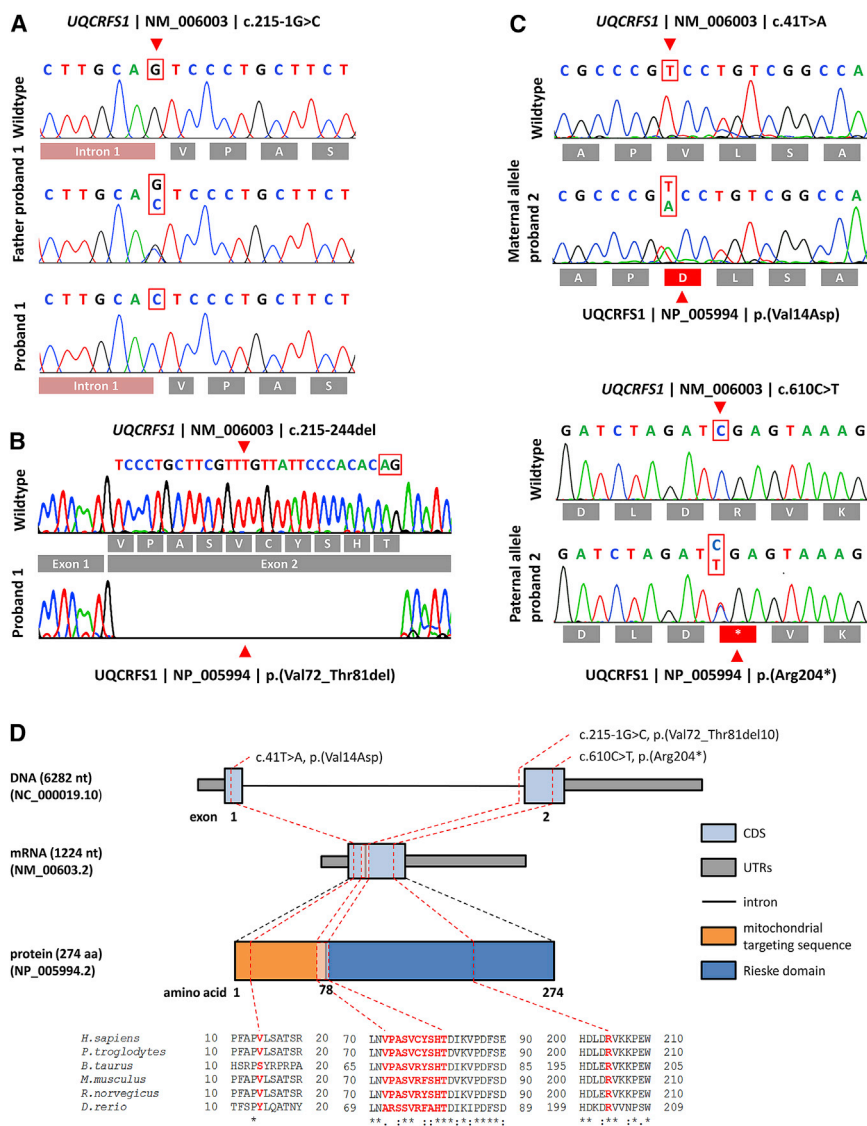 A
UQCRFS1 | NM_006003 | c.215-1G>C
Wildtype
C T T G C A G T C C C T G C T T C T
Intron 1 V P A S
Father proband 1
C T T G C A G T C C C T G C T T C T
C
Proband 1
C T T G C A C T C C C T G C T T C T
Intron 1 V P A S
B
UQCRFS1 | NM_006003 | c.215-244del
Wildtype
TCCCTGCTTCGTTTGTTATTCCCACACAG
V P A S V C Y S H T
Exon 1 Exon 2
Proband 1
UQCRFS1 | NP_005994 | p.(Val72_Thr81del)
C
UQCRFS1 | NM_006003 | c.41T>A
Wildtype
C G C C C G T C C T G T C G G C C A
A P V L S A
Maternal allele
proband 2
C G C C C G T C C T G T C G G C C A
A
A P D L S A
UQCRFS1 | NP_005994 | p.(Val14Asp)
UQCRFS1 | NM_006003 | c.610C>T
Wildtype
G A T C T A G A T C G A G T A A A G
D L D R V K
Paternal allele
proband 2
G A T C T A G A T C G A G T A A A G
T
D L D * V K
UQCRFS1 | NP_005994 | p.(Arg204*)
D
c.215-1G>C, p.(Val72_Thr81del10)
c.41T>A, p.(Val14Asp)
c.610C>T, p.(Arg204*)
DNA (6282 nt)
(NC_000019.10)
exon 1 2
mRNA (1224 nt)
(NM_00603.2)
protein (274 aa)
(NP_005994.2)
amino acid 1 78 274
CDS
UTRs
intron
mitochondrial
targeting sequence
Rieske domain
H.sapiens 10 PFAPVLSATSR 20 70 LNVPASVCYSHTDIKVPDFSE 90 200 HDLDRVKKPEW 210
P.troglodytes 10 PFAPVLSATSR 20 70 LNVPASVCYSHTDIKVPDFSE 90 200 HDLDRVKKPEW 210
B.taurus 10 HSRPSYRPRPA 20 65 LNVPASVRYSHTDIKVPDFSD 85 195 HDLDRVKKPEW 205
M.musculus 10 PFAPVLSATSR 20 70 LNVPASVRFSHTDIKVPDFSD 90 200 HDLDRVKKPEW 210
R.norvegicus 10 PFAPVLSATSR 20 70 LNVPASVRYSHTDIKVPDFSD 90 200 HDLDRVKKPEW 210
D.rerio 10 TFSPYLQATNY 20 69 LNARSSVRFAHTDIKIPDFSD 89 199 HDKDRVVNPSW 209
* **. :**::******:****: ** *** *.*